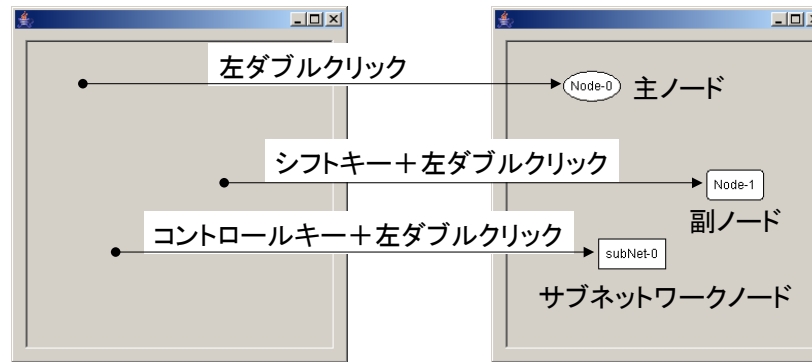 左ダブルクリック
Node-0
主ノード
シフトキー＋左ダブルクリック
Node-1
副ノード
コントロールキー＋左ダブルクリック
subNet-0
サブネットワークノード